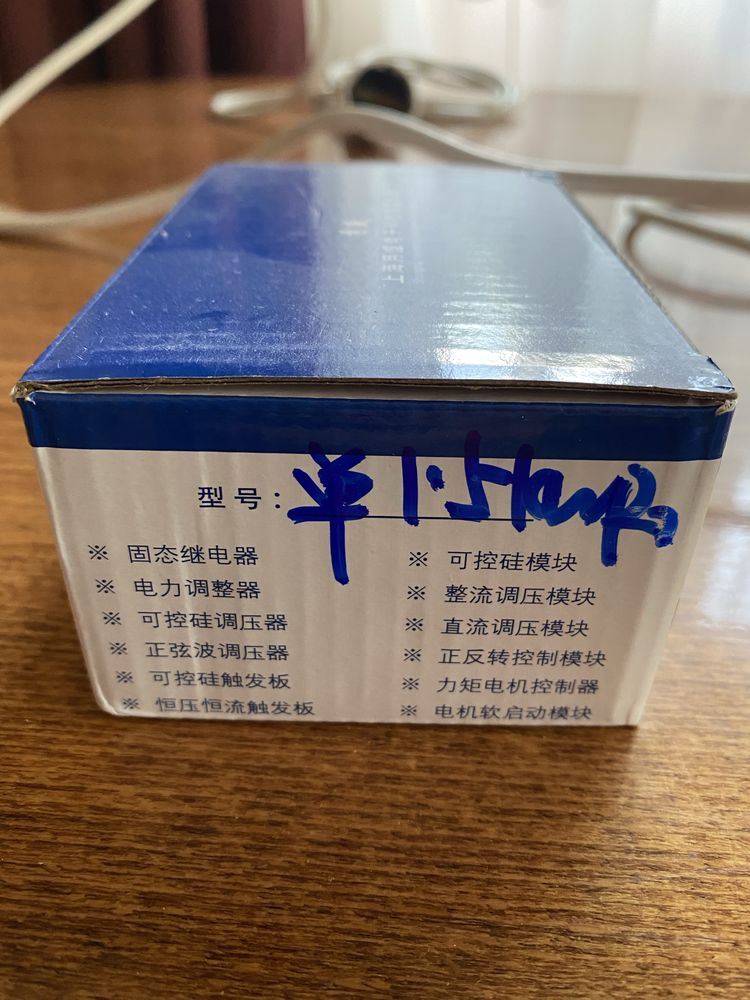 型号：单1.5kw
※ 固态继电器
※ 电力调整器
※ 可控硅调压器
※ 正弦波调压器
※ 可控硅触发板
※ 恒压恒流触发板
※ 可控硅模块
※ 整流调压模块
※ 直流调压模块
※ 正反转控制模块
※ 力矩电机控制器
※ 电机软启动模块